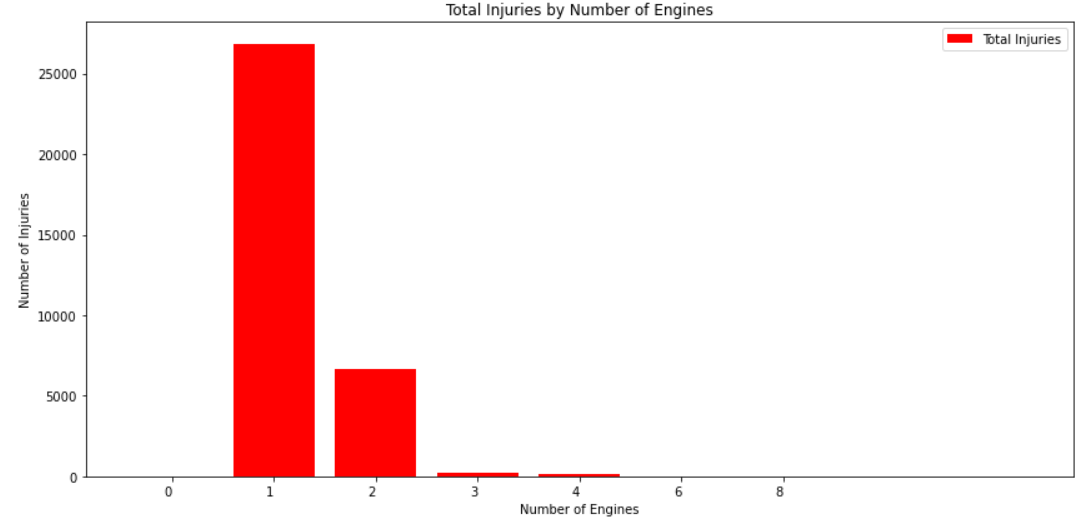 Total Injuries by Number of Engines
Total Injuries
25000
20000
15000
10000
5000
0
Number of Injuries
0 1 2 3 4 6 8
Number of Engines